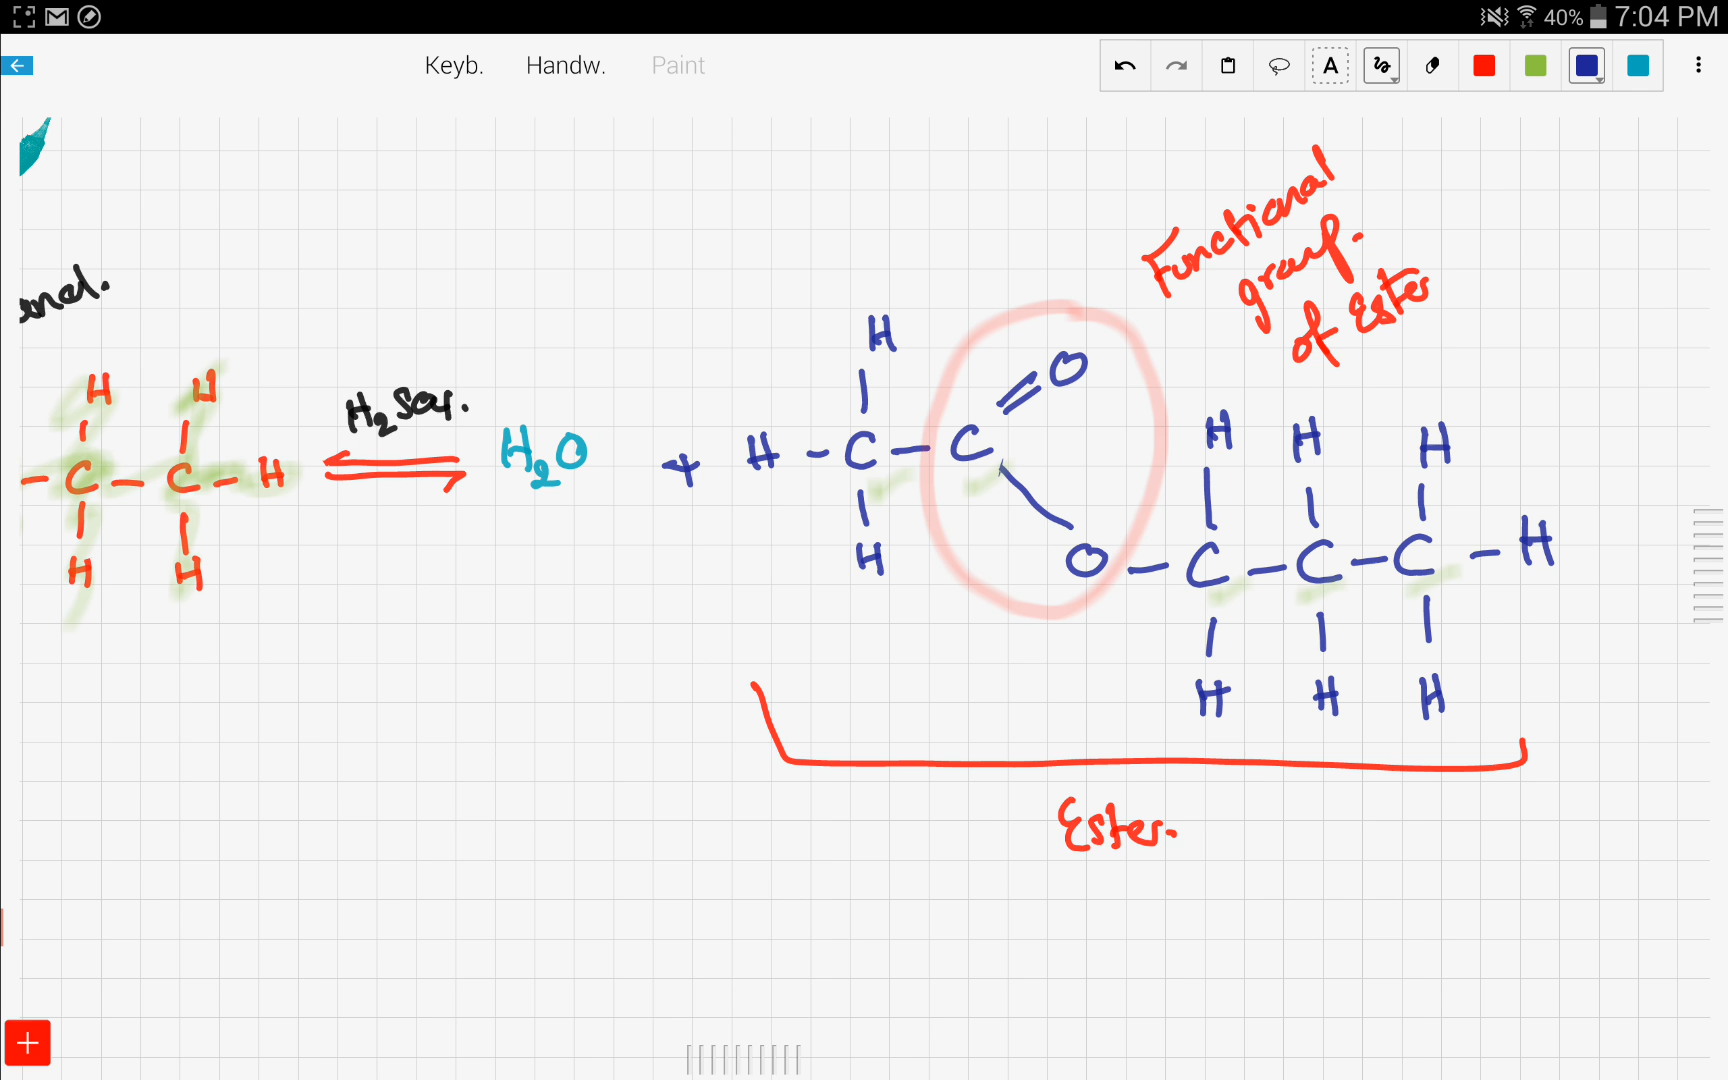 40% 7:04 PM
Keyb. Handw. Paint
A
Functional
group.
of Ester
H
O
H H H
H H
H2SO4.
H2O + H - C - C
- C - C - H
H
O - C - C - C - H
H H
H H H
Ester.